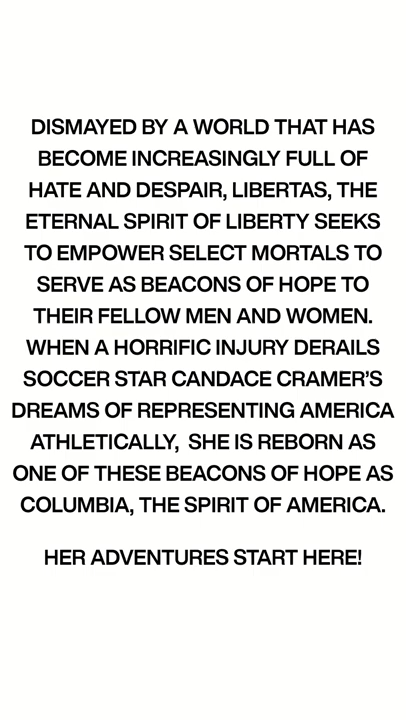 DISMAYED BY A WORLD THAT HAS
BECOME INCREASINGLY FULL OF
HATE AND DESPAIR, LIBERTAS, THE
ETERNAL SPIRIT OF LIBERTY SEEKS
TO EMPOWER SELECT MORTALS TO
SERVE AS BEACONS OF HOPE TO
THEIR FELLOW MEN AND WOMEN.
WHEN A HORRIFIC INJURY DERAILS
SOCCER STAR CANDACE CRAMER'S
DREAMS OF REPRESENTING AMERICA
ATHLETICALLY,  SHE IS REBORN AS
ONE OF THESE BEACONS OF HOPE AS
COLUMBIA, THE SPIRIT OF AMERICA.
HER ADVENTURES START HERE!